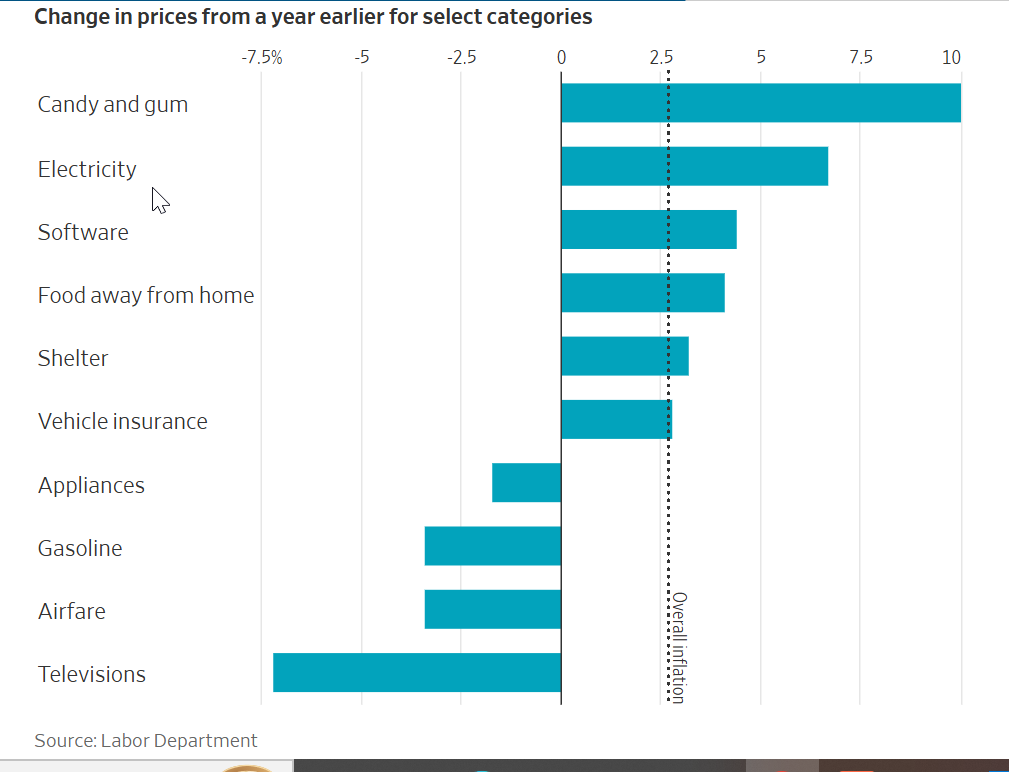 Change in prices from a year earlier for select categories
-7.5% -5 -2.5 0 2.5 5 7.5 10
Candy and gum
Electricity
Software
Food away from home
Shelter
Vehicle insurance
Appliances
Gasoline
Airfare
Televisions
Overall inflation
Source: Labor Department